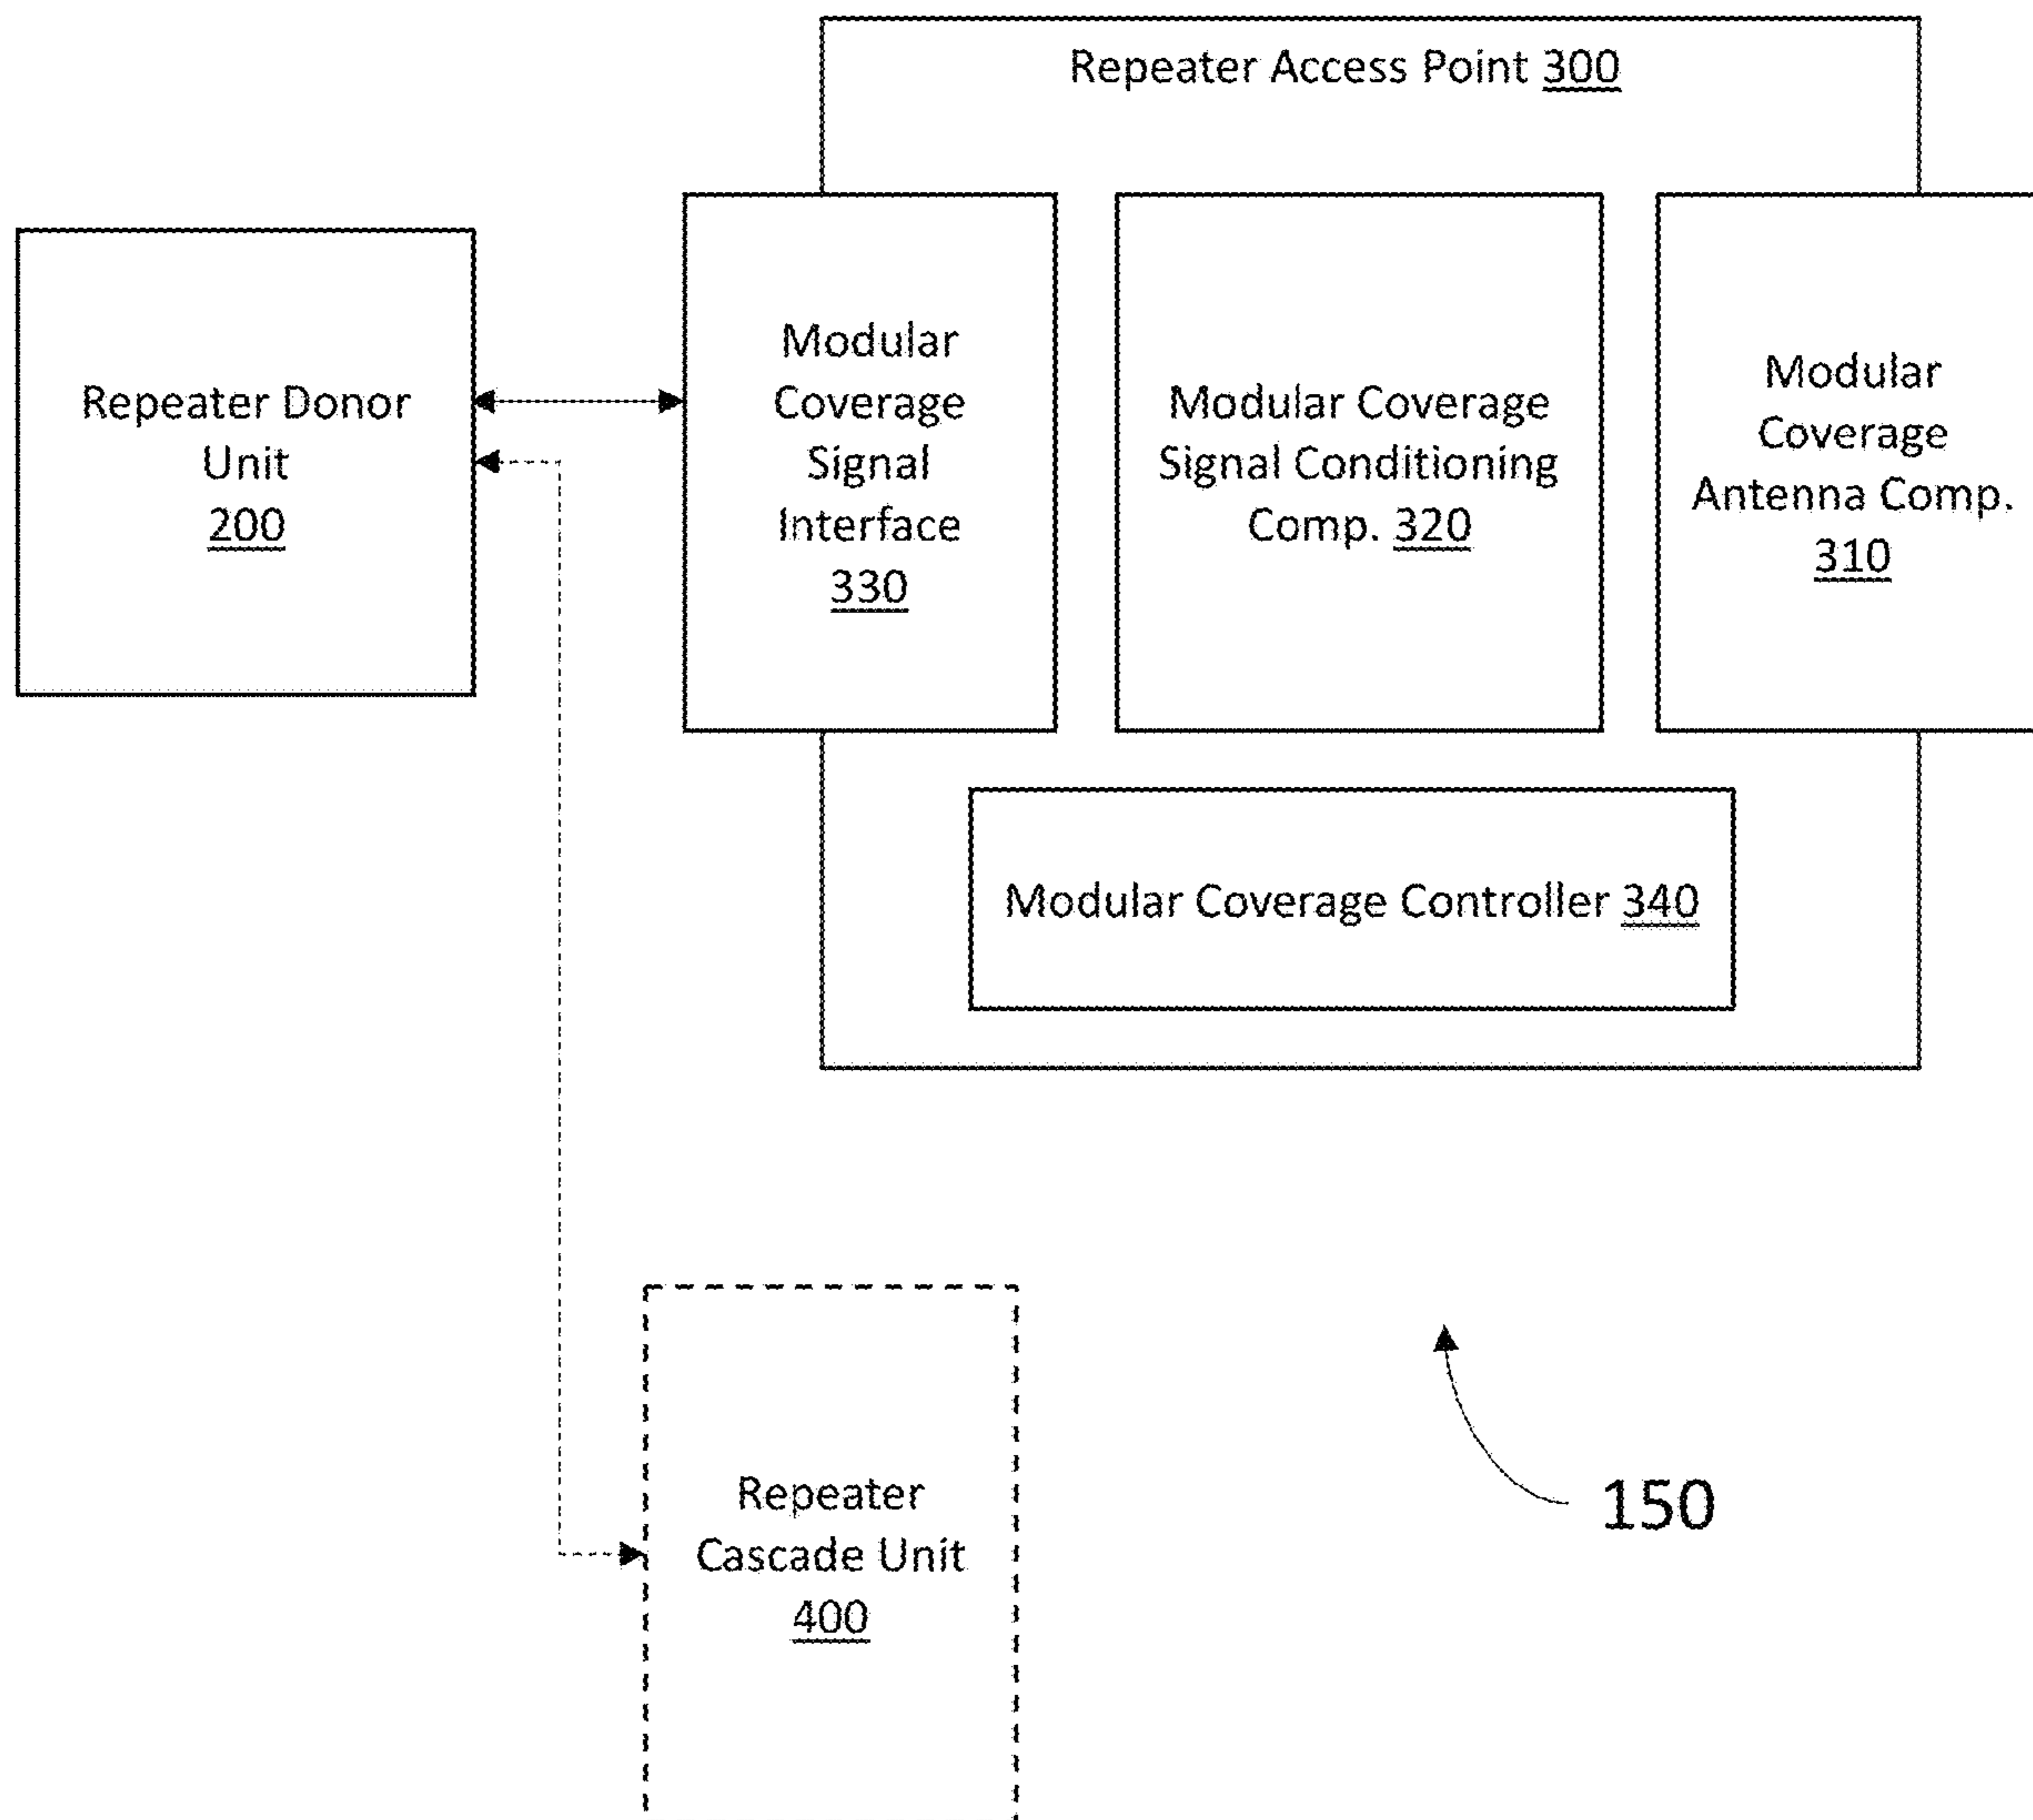 Repeater Access Point 300
Repeater Donor
Unit
200
Modular
Coverage
Signal
Interface
330
Modular Coverage
Signal Conditioning
Comp. 320
Modular
Coverage
Antenna Comp.
310
Modular Coverage Controller 340
Repeater
Cascade Unit
400
150